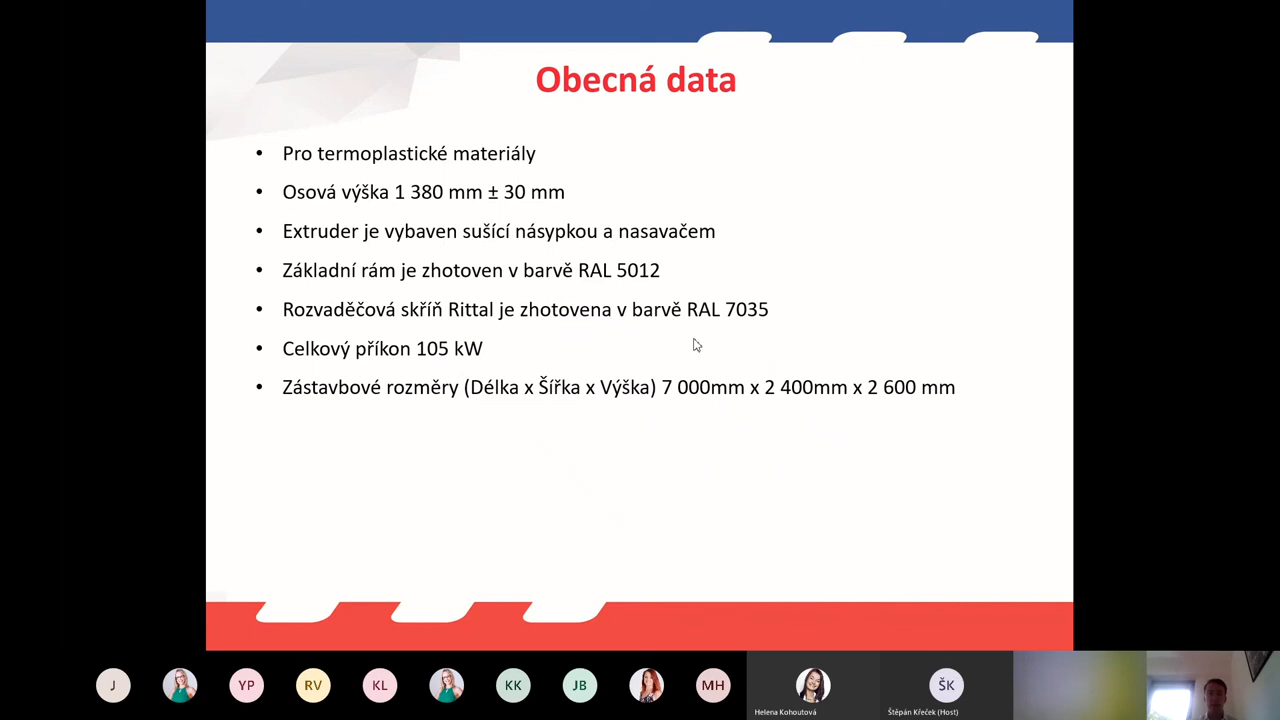 Obecná data
• Pro termoplastické materiály
• Osová výška 1 380 mm ± 30 mm
• Extruder je vybaven sušící násypkou a nasavačem
• Základní rám je zhotoven v barvě RAL 5012
• Rozvaděčová skříň Rittal je zhotovena v barvě RAL 7035
• Celkový příkon 105 kW
• Zástavbové rozměry (Délka x Šířka x Výška) 7 000mm x 2 400mm x 2 600 mm
J YP RV KL KK JB MH ŠK
Helena Kohoutová Štěpán Křeček (Host)